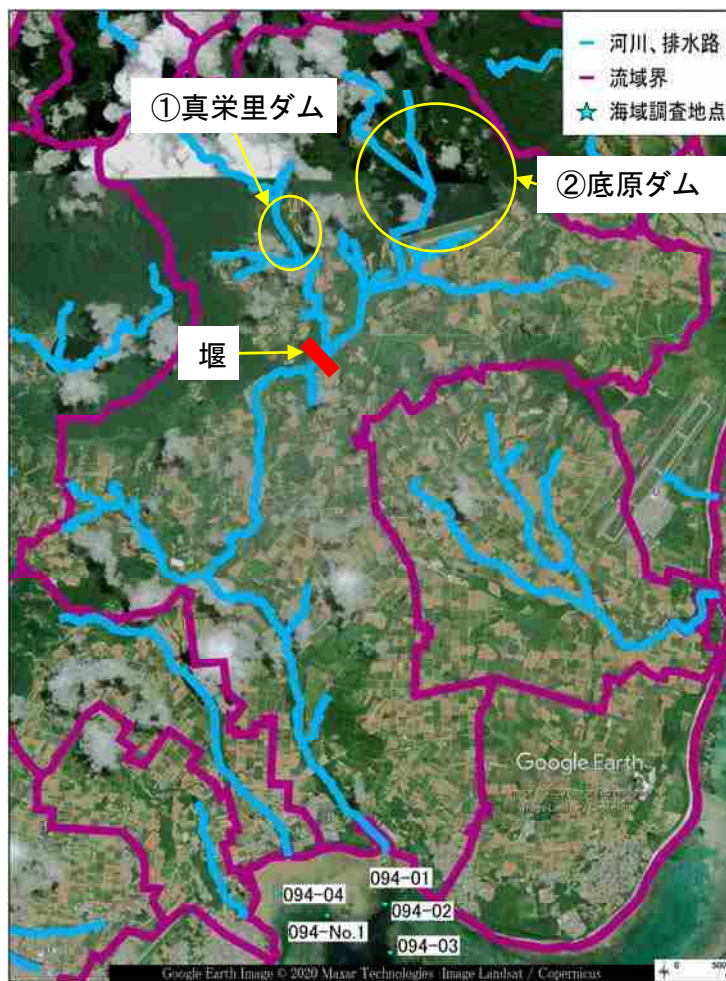 河川、排水路
流域界
海域調査地点
①真栄里ダム
②底原ダム
堰
Google Earth
094-01
094-04
094-02
094-No.1
094-03
Google Earth Image © 2020 Maxar Technologies Image Landsat / Copernicus
0 500